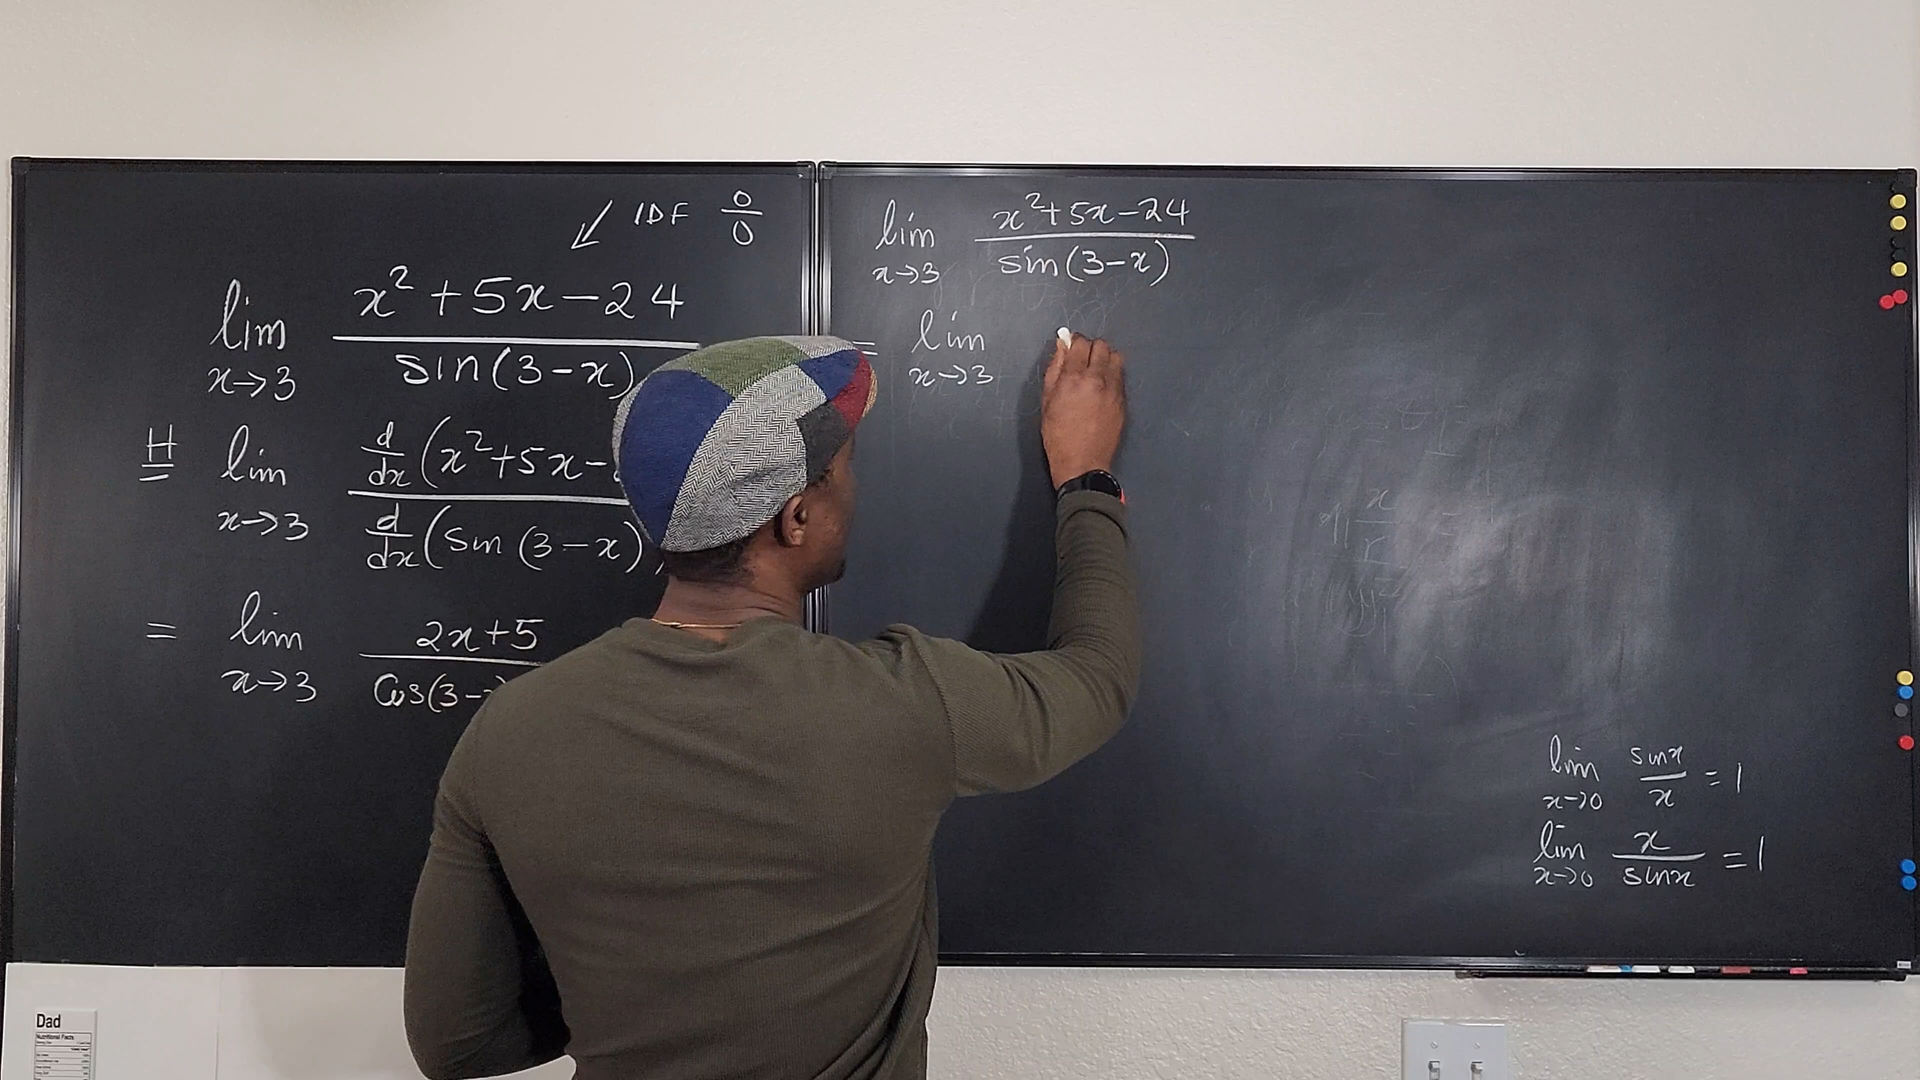 IDF 0/0
lim x→3 (x²+5x−24)/(sin(3−x))
H= lim x→3 (d/dx(x²+5x−)/(d/dx(sin(3−x)
= lim x→3 (2x+5)/(Cos(3−
lim x→3 (x²+5x−24)/(sin(3−x))
= lim x→3
lim x→0 sinx/x = 1
lim x→0 x/sinx = 1
Dad
Nutritional Facts